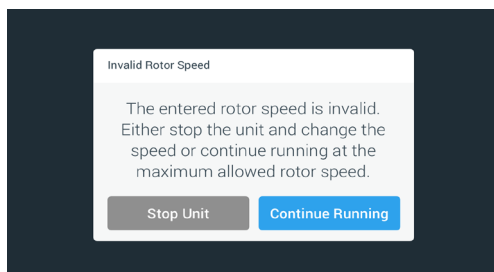 Invalid Rotor Speed
The entered rotor speed is invalid.
Either stop the unit and change the
speed or continue running at the
maximum allowed rotor speed.
Stop Unit
Continue Running